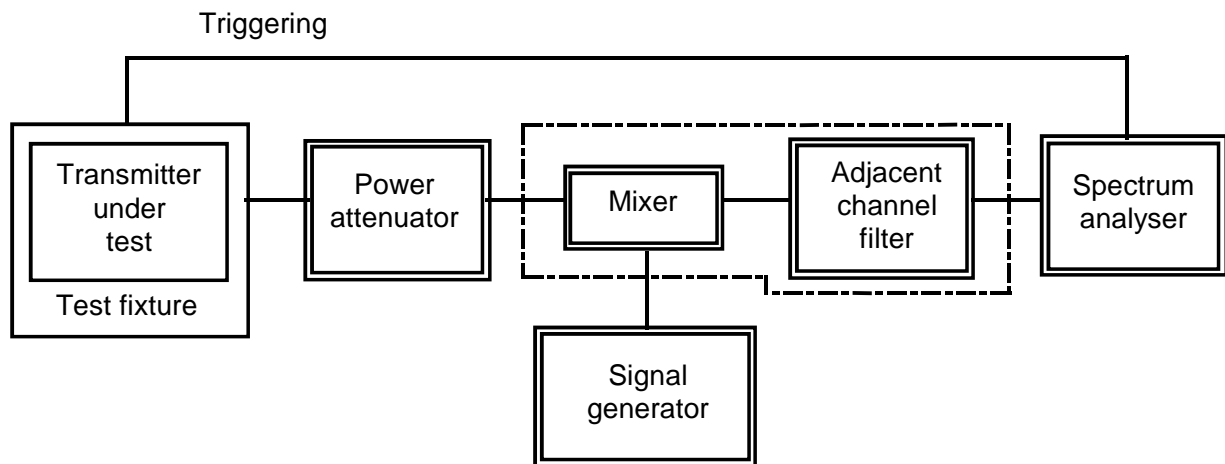 Triggering
Transmitter
under
test
Test fixture
Power
attenuator
Mixer
Adjacent
channel
filter
Spectrum
analyser
Signal
generator